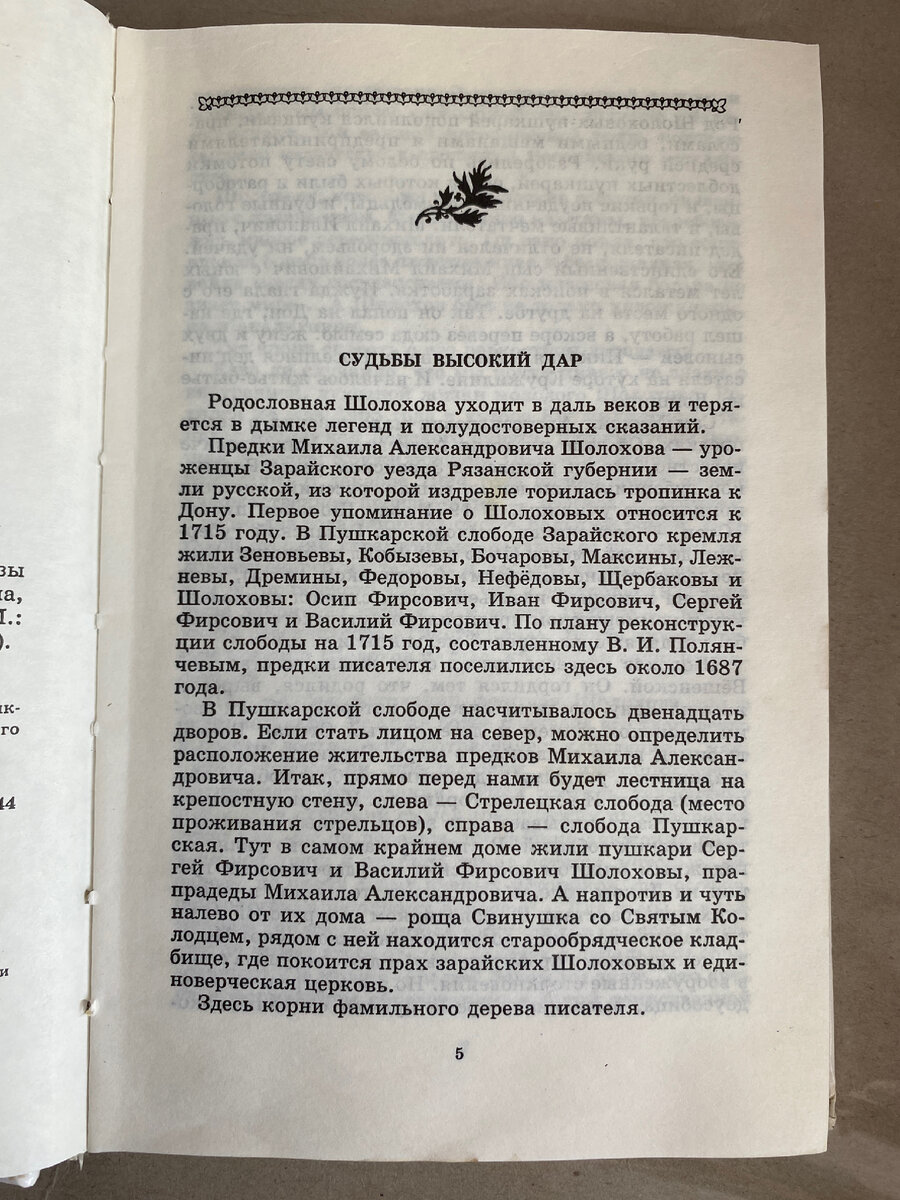 СУДЬБЫ ВЫСОКИЙ ДАР
Родословная Шолохова уходит в даль веков и теря-
ется в дымке легенд и полудостоверных сказаний.
Предки Михаила Александровича Шолохова — уро-
женцы Зарайского уезда Рязанской губернии — зем-
ли русской, из которой издревле торилась тропинка к
Дону. Первое упоминание о Шолоховых относится к
1715 году. В Пушкарской слободе Зарайского кремля
жили Зеновьевы, Кобызевы, Бочаровы, Максины, Леж-
невы, Дремины, Федоровы, Нефёдовы, Щербаковы и
Шолоховы: Осип Фирсович, Иван Фирсович, Сергей
Фирсович и Василий Фирсович. По плану реконструк-
ции слободы на 1715 год, составленному В. И. Полян-
чевым, предки писателя поселились здесь около 1687
года.
В Пушкарской слободе насчитывалось двенадцать
дворов. Если стать лицом на север, можно определить
расположение жительства предков Михаила Алексан-
дровича. Итак, прямо перед нами будет лестница на
крепостную стену, слева — Стрелецкая слобода (место
проживания стрельцов), справа — слобода Пушкар-
ская. Тут в самом крайнем доме жили пушкари Сер-
гей Фирсович и Василий Фирсович Шолоховы, пра-
прадеды Михаила Александровича. А напротив и чуть
налево от их дома — роща Свинушка со Святым Ко-
лодцем, рядом с ней находится старообрядческое клад-
бище, где покоится прах зарайских Шолоховых и еди-
новерческая церковь.
Здесь корни фамильного дерева писателя.
5